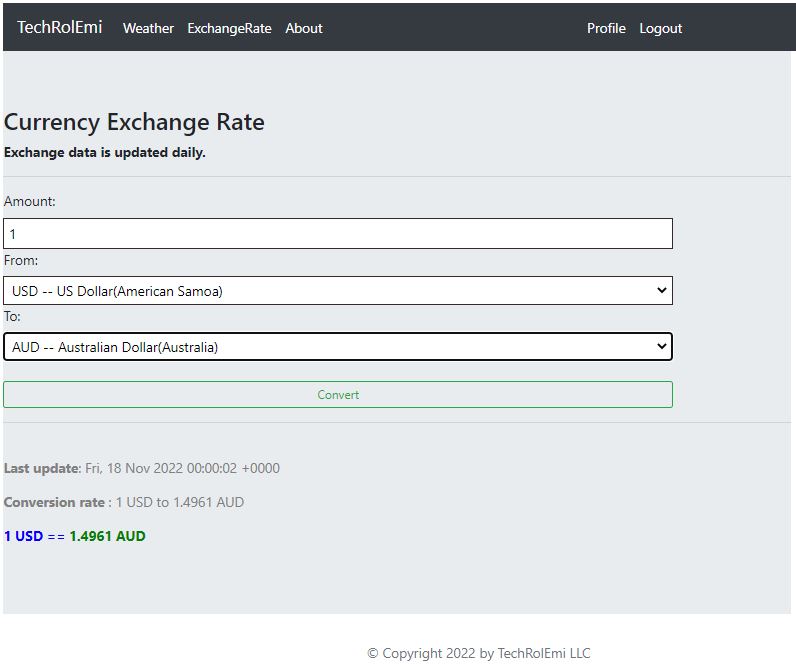 TechRolEmi Weather ExchangeRate About Profile Logout
Currency Exchange Rate
Exchange data is updated daily.
Amount:
1
From:
USD -- US Dollar(American Samoa)
To:
AUD -- Australian Dollar(Australia)
Convert
Last update: Fri, 18 Nov 2022 00:00:02 +0000
Conversion rate : 1 USD to 1.4961 AUD
1 USD == 1.4961 AUD
© Copyright 2022 by TechRolEmi LLC